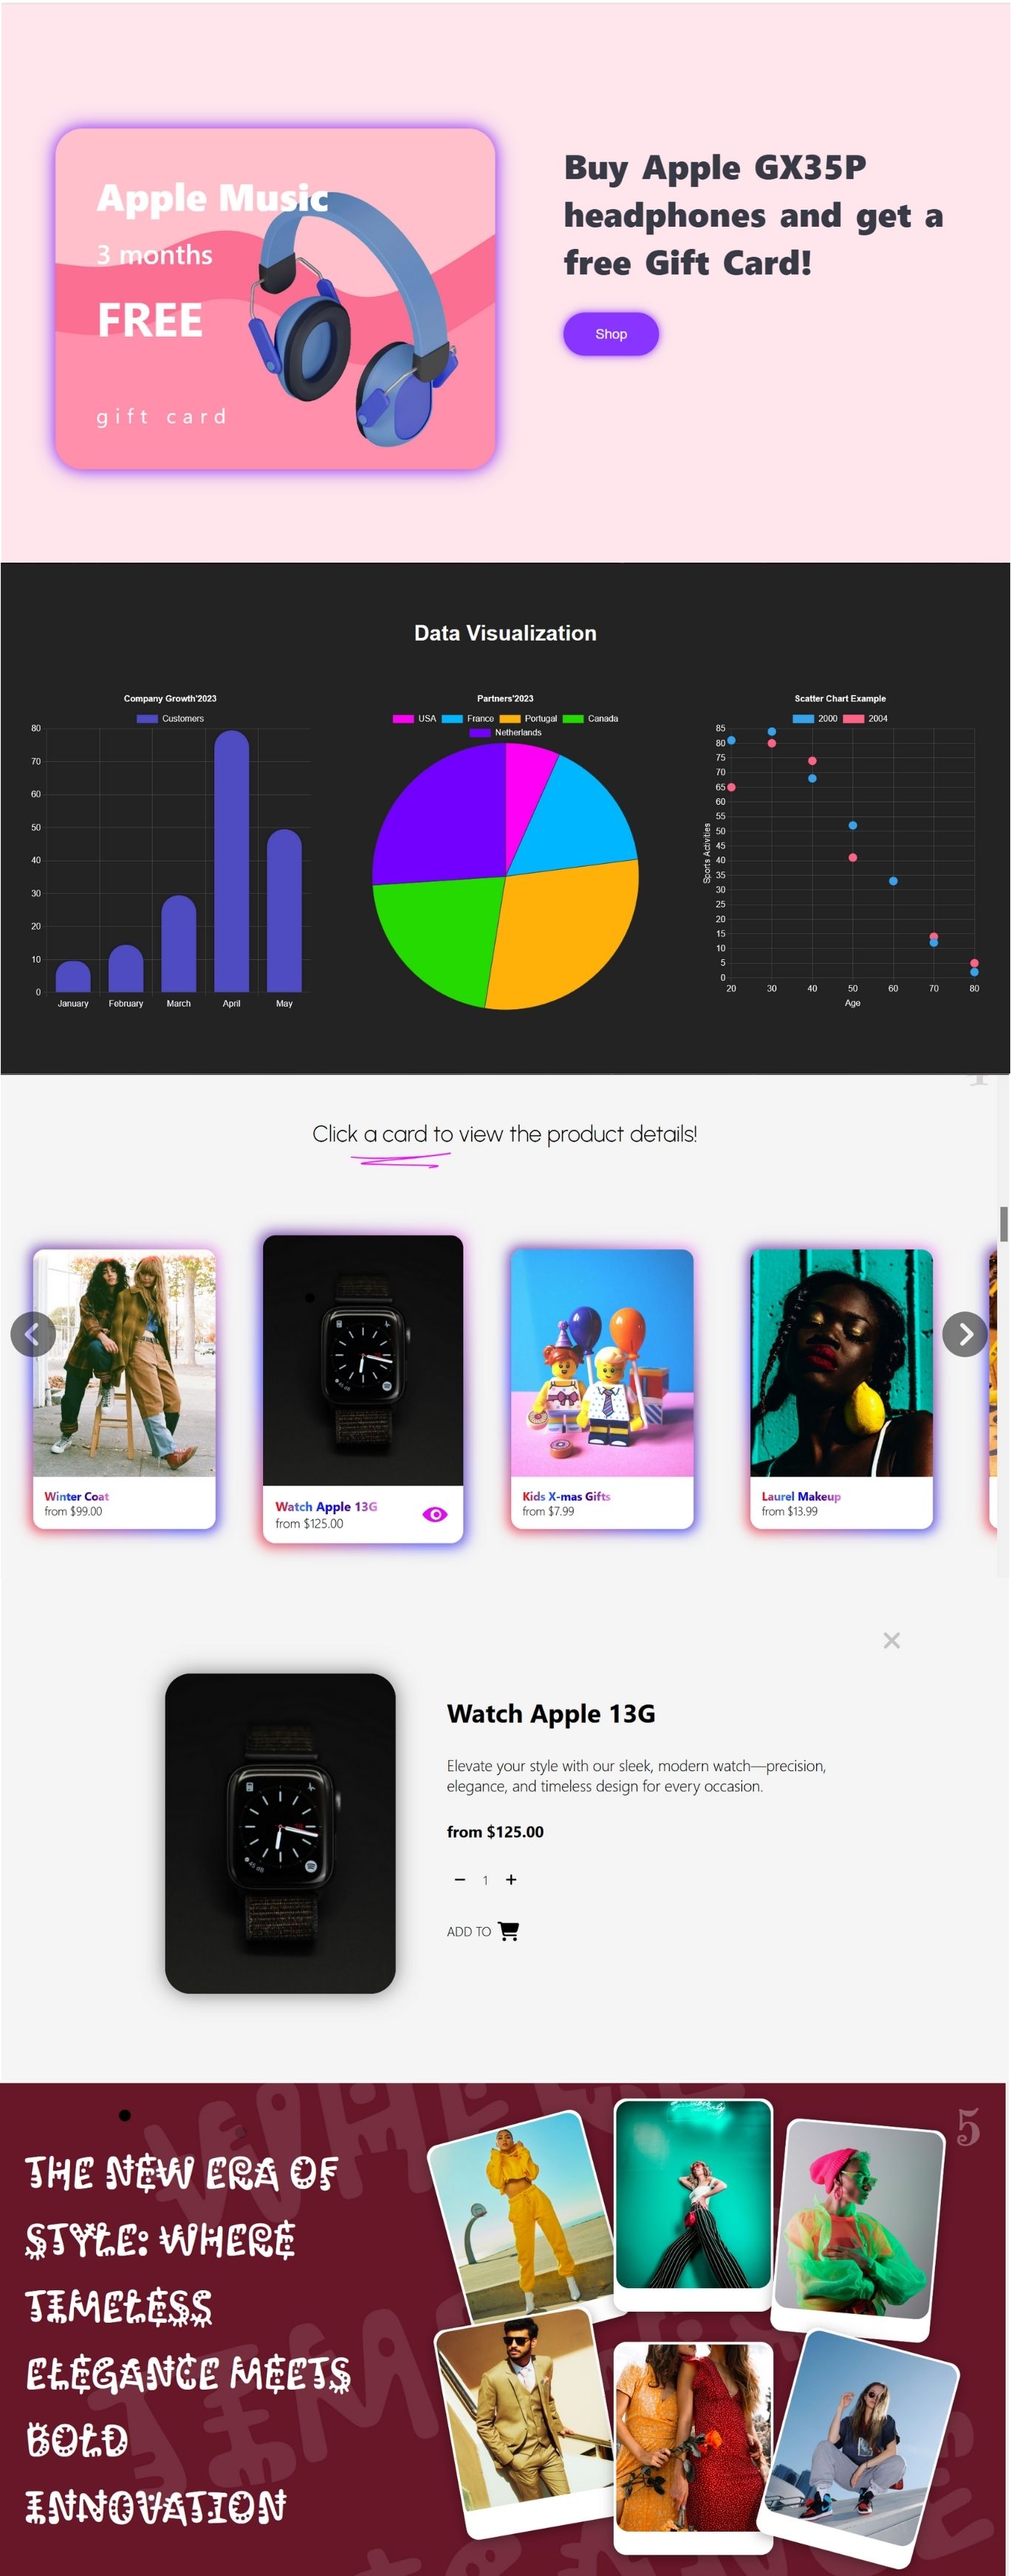 Apple Music
3 months
FREE
gift card
Buy Apple GX35P
headphones and get a
free Gift Card!
Shop
Data Visualization
Company Growth'2023
Customers
80
70
60
50
40
30
20
10
0
January February March April May
Partners'2023
USA France Portugal Canada
Netherlands
Scatter Chart Example
2000 2004
85
80
75
70
65
60
55
50
45
40
35
30
25
20
15
10
5
0
Sports Activities
20 30 40 50 60 70 80
Age
Click a card to view the product details!
Winter Coat
from $99.00
Watch Apple 13G
from $125.00
Kids X-mas Gifts
from $7.99
Laurel Makeup
from $13.99
Watch Apple 13G
Elevate your style with our sleek, modern watch—precision,
elegance, and timeless design for every occasion.
from $125.00
− 1 +
ADD TO
5
THE NEW ERA OF
STYLE: WHERE
TIMELESS
ELEGANCE MEETS
BOLD
INNOVATION